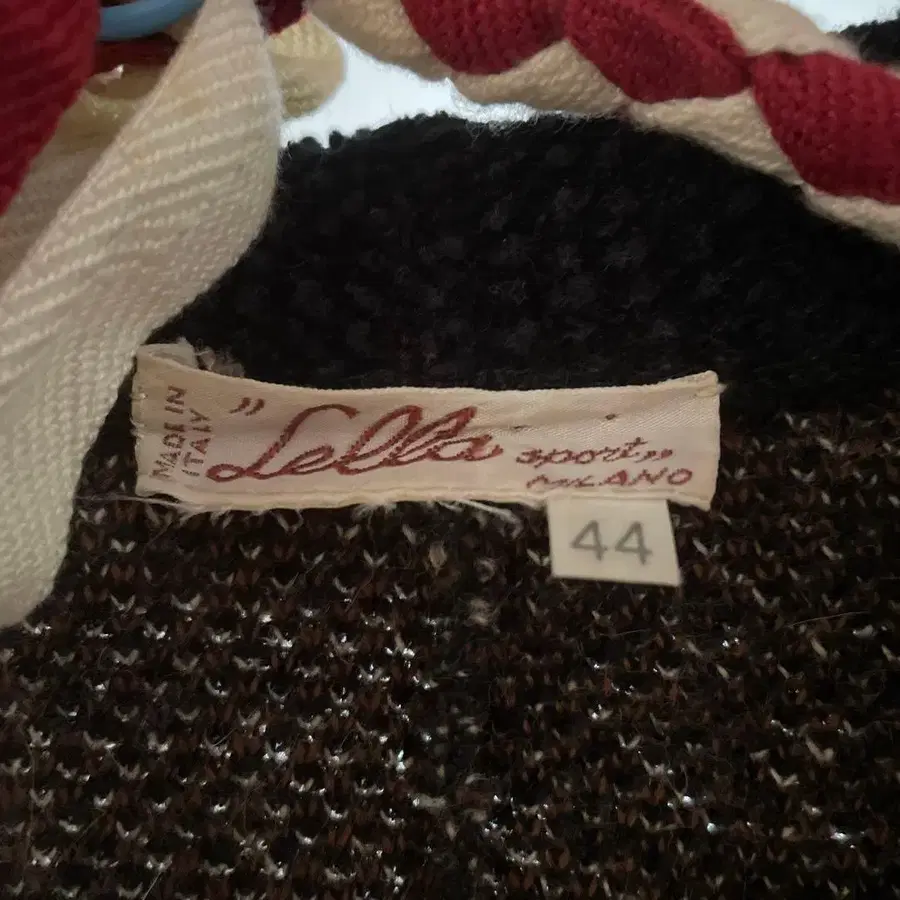 MADE IN
ITALY
"Lella sport„
MILANO
44